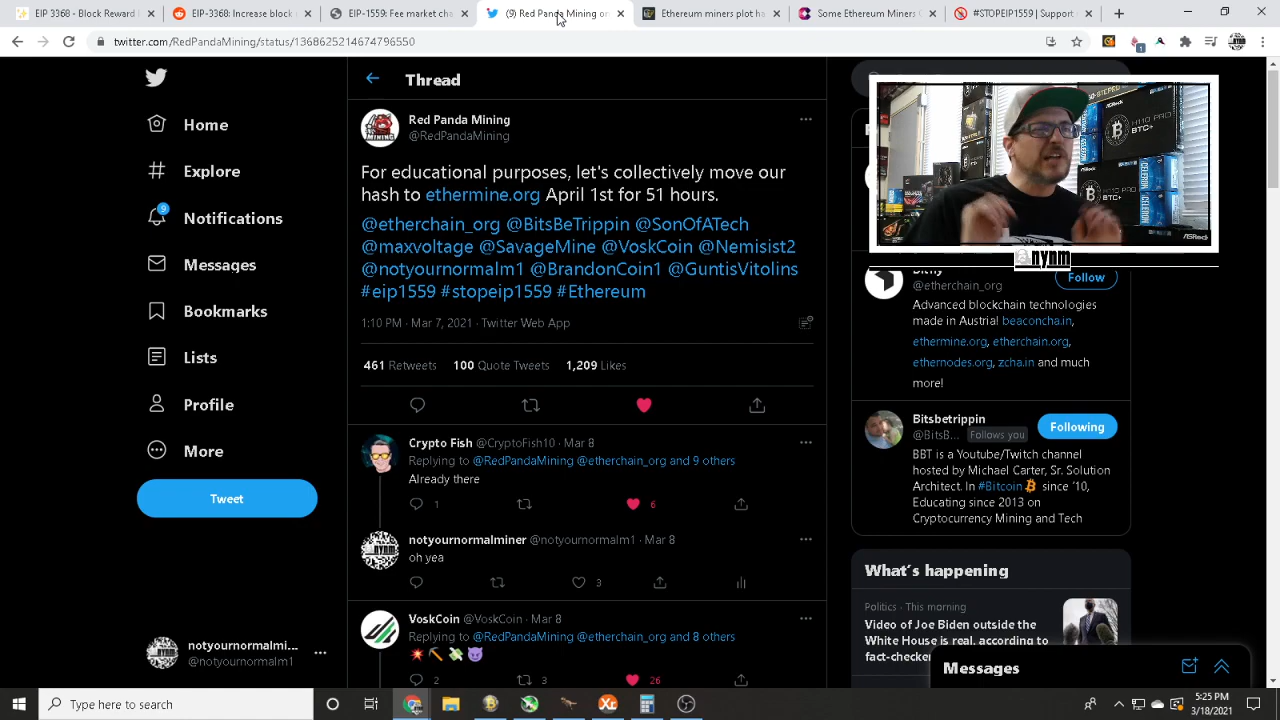 EIP 3368 - Block Reward
EIP-3368: Increase block
EIP-1559: Fee market cha
(9) Red Panda Mining on
Ethereum miners plot ha
Some Ethereum Miners
#STOPEIP1559 | Support
twitter.com/RedPandaMining/status/1368625214674796550
Home
Explore
9
Notifications
Messages
Bookmarks
Lists
Profile
More
Tweet
notyournormalmi...
@notyournormalm1
Thread
Red Panda Mining
@RedPandaMining
For educational purposes, let's collectively move our
hash to ethermine.org April 1st for 51 hours.
@etherchain_org @BitsBeTrippin @SonOfATech
@maxvoltage @SavageMine @VoskCoin @Nemisist2
@notyournormalm1 @BrandonCoin1 @GuntisVitolins
#eip1559 #stopeip1559 #Ethereum
1:10 PM · Mar 7, 2021 · Twitter Web App
461 Retweets 100 Quote Tweets 1,209 Likes
Crypto Fish @CryptoFish10 · Mar 8
Replying to @RedPandaMining @etherchain_org and 9 others
Already there
1 6
notyournormalminer @notyournormalm1 · Mar 8
oh yea
3
VoskCoin @VoskCoin · Mar 8
Replying to @RedPandaMining @etherchain_org and 8 others
2 3 26
H110 PRO
BTC+
nynm
@etherchain_org
Follow
Advanced blockchain technologies
made in Austria! beaconcha.in,
ethermine.org, etherchain.org,
ethernodes.org, zcha.in and much
more!
Bitsbetrippin
@BitsB... Follows you
Following
BBT is a Youtube/Twitch channel
hosted by Michael Carter, Sr. Solution
Architect. In #Bitcoin since '10,
Educating since 2013 on
Cryptocurrency Mining and Tech
What's happening
Politics · This morning
Video of Joe Biden outside the
White House is real, according to
fact-checke
Messages
Type here to search
5:25 PM
3/18/2021